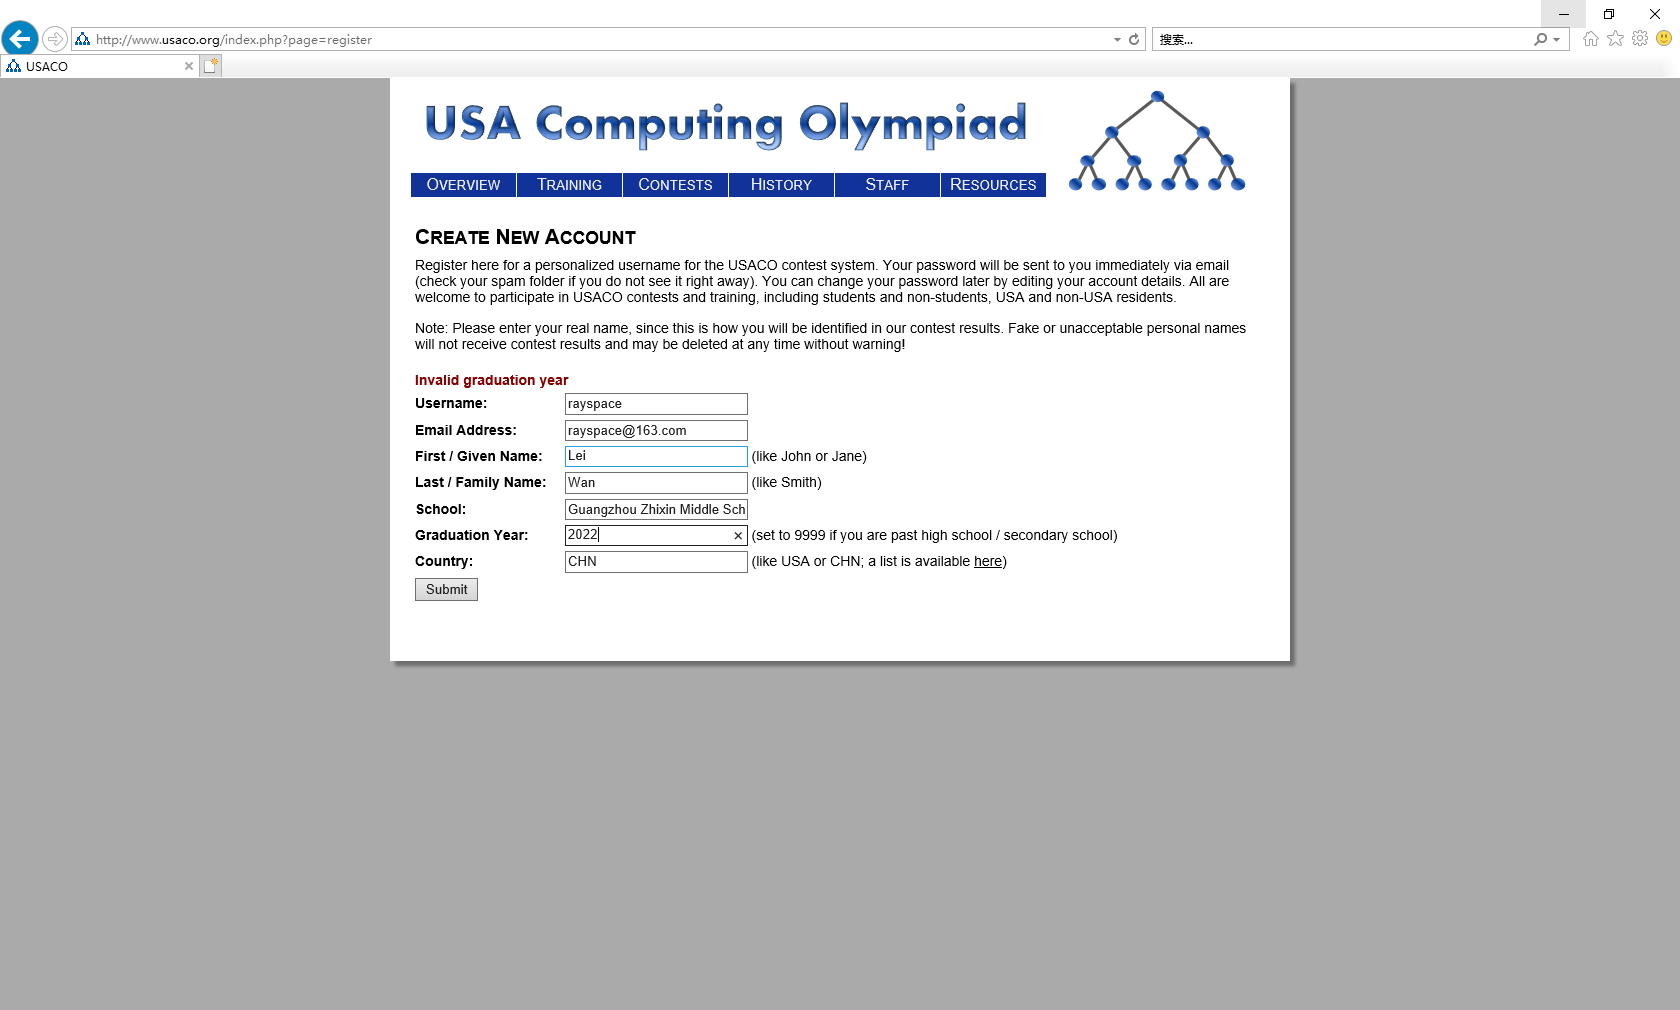 http://www.usaco.org/index.php?page=register
搜索...
USACO
USA Computing Olympiad
OVERVIEW TRAINING CONTESTS HISTORY STAFF RESOURCES
CREATE NEW ACCOUNT
Register here for a personalized username for the USACO contest system. Your password will be sent to you immediately via email
(check your spam folder if you do not see it right away). You can change your password later by editing your account details. All are
welcome to participate in USACO contests and training, including students and non-students, USA and non-USA residents.
Note: Please enter your real name, since this is how you will be identified in our contest results. Fake or unacceptable personal names
will not receive contest results and may be deleted at any time without warning!
Invalid graduation year
Username: rayspace
Email Address: rayspace@163.com
First / Given Name: Lei (like John or Jane)
Last / Family Name: Wan (like Smith)
School: Guangzhou Zhixin Middle Sch
Graduation Year: 2022 (set to 9999 if you are past high school / secondary school)
Country: CHN (like USA or CHN; a list is available here)
Submit